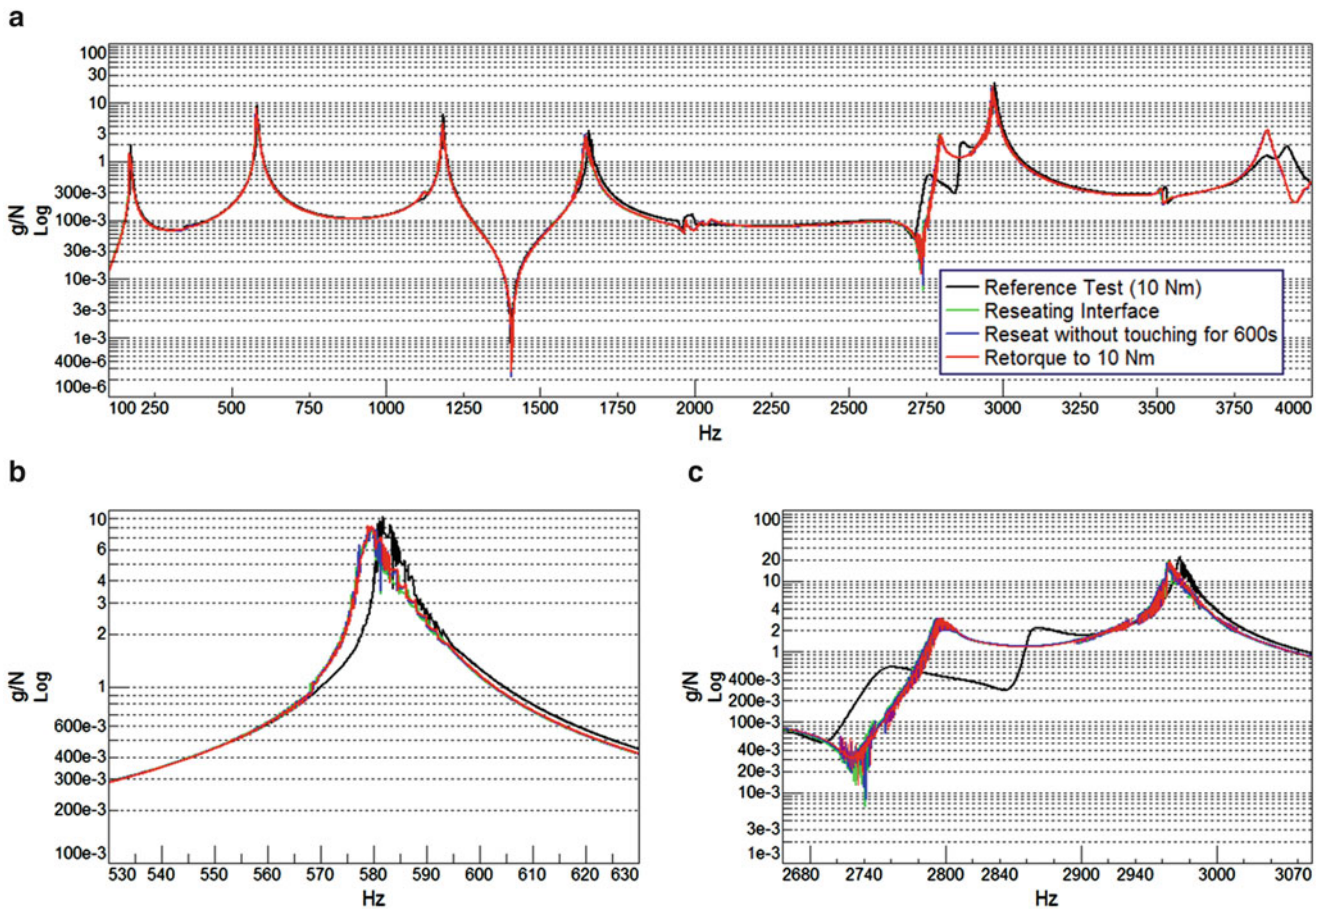 a
100
30
10
3
1
300e-3
100e-3
30e-3
10e-3
3e-3
1e-3
400e-6
100e-6
g/N
Log
100 250 500 750 1000 1250 1500 1750 2000 2250 2500 2750 3000 3250 3500 3750 4000
Hz
Reference Test (10 Nm)
Reseating Interface
Reseat without touching for 600s
Retorque to 10 Nm
b
10
6
4
3
2
1
600e-3
400e-3
300e-3
200e-3
100e-3
g/N
Log
530 540 550 560 570 580 590 600 610 620 630
Hz
c
100
20
10
4
2
1
400e-3
200e-3
100e-3
40e-3
20e-3
10e-3
3e-3
1e-3
g/N
Log
2680 2740 2800 2840 2900 2940 3000 3070
Hz